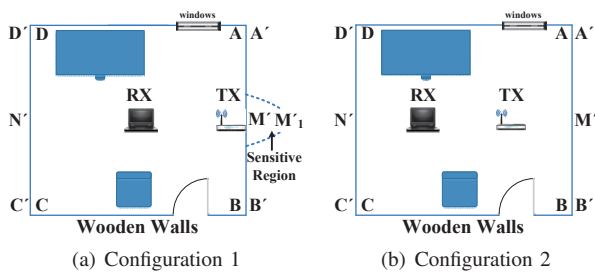 windows
D´ D A A´
RX TX
N´ M´ M´1
Sensitive
Region
C´ C B B´
Wooden Walls
(a) Configuration 1
windows
D´ D A A´
RX TX
N´ M´
C´ C B B´
Wooden Walls
(b) Configuration 2